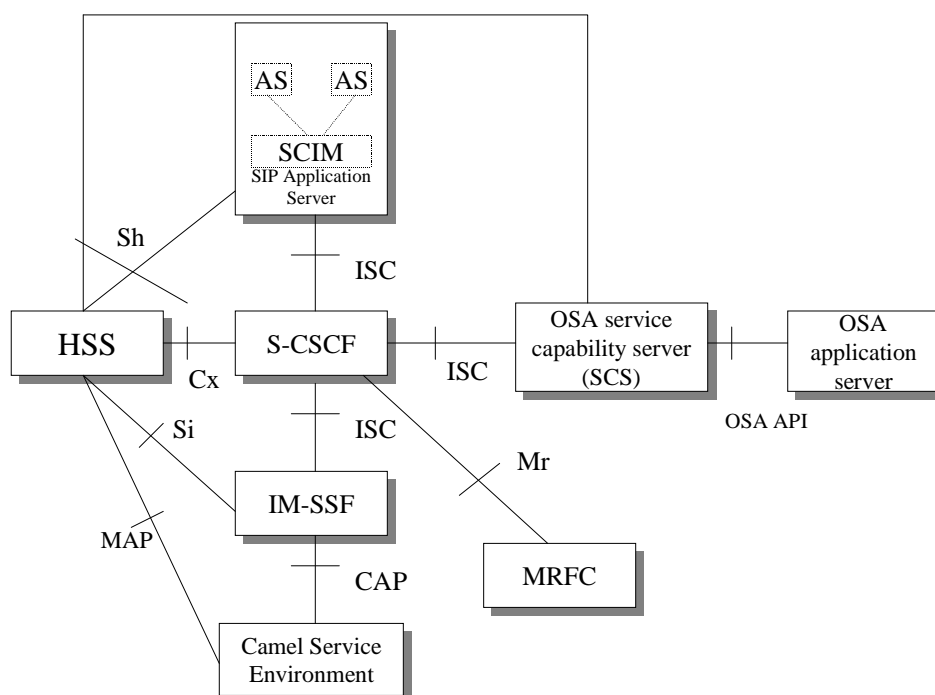 AS
AS
SCIM
SIP Application
Server
Sh
ISC
HSS
Cx
S-CSCF
ISC
OSA service
capability server
(SCS)
OSA
application
server
OSA API
Si
ISC
Mr
IM-SSF
MAP
CAP
MRFC
Camel Service
Environment